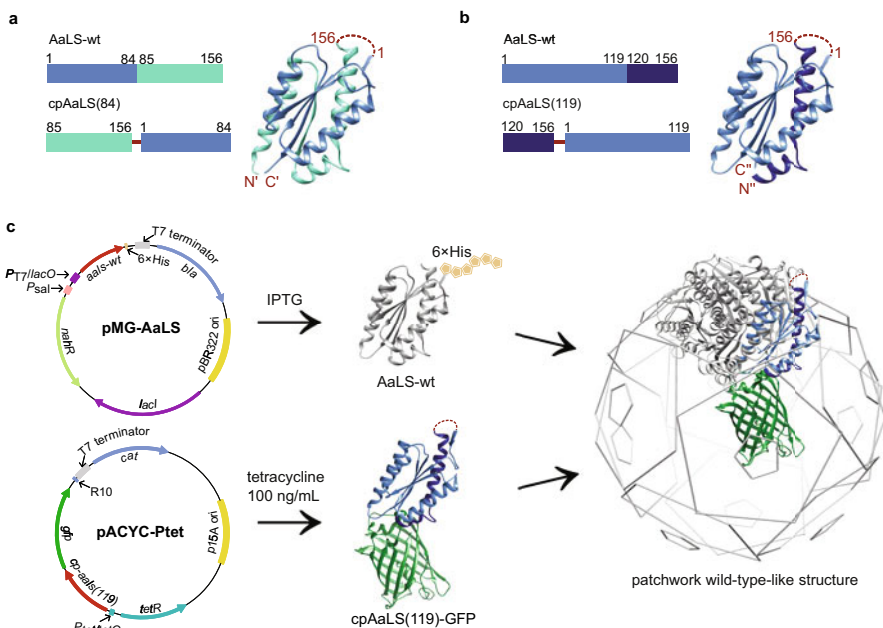 a
AaLS-wt
1 84 85 156
cpAaLS(84)
85 156 1 84
156
1
N' C'
b
AaLS-wt
1 119 120 156
cpAaLS(119)
120 156 1 119
156
1
C"
N"
c
T7 terminator
6×His
aals-wt
bla
PT7/lacO
Psal
nahR
pMG-AaLS
pBR322 ori
lacI
IPTG
6×His
AaLS-wt
T7 terminator
cat
R10
gfp
pACYC-Ptet
p15A ori
cp-aals(119)
tetR
tetracycline
100 ng/mL
cpAaLS(119)-GFP
patchwork wild-type-like structure